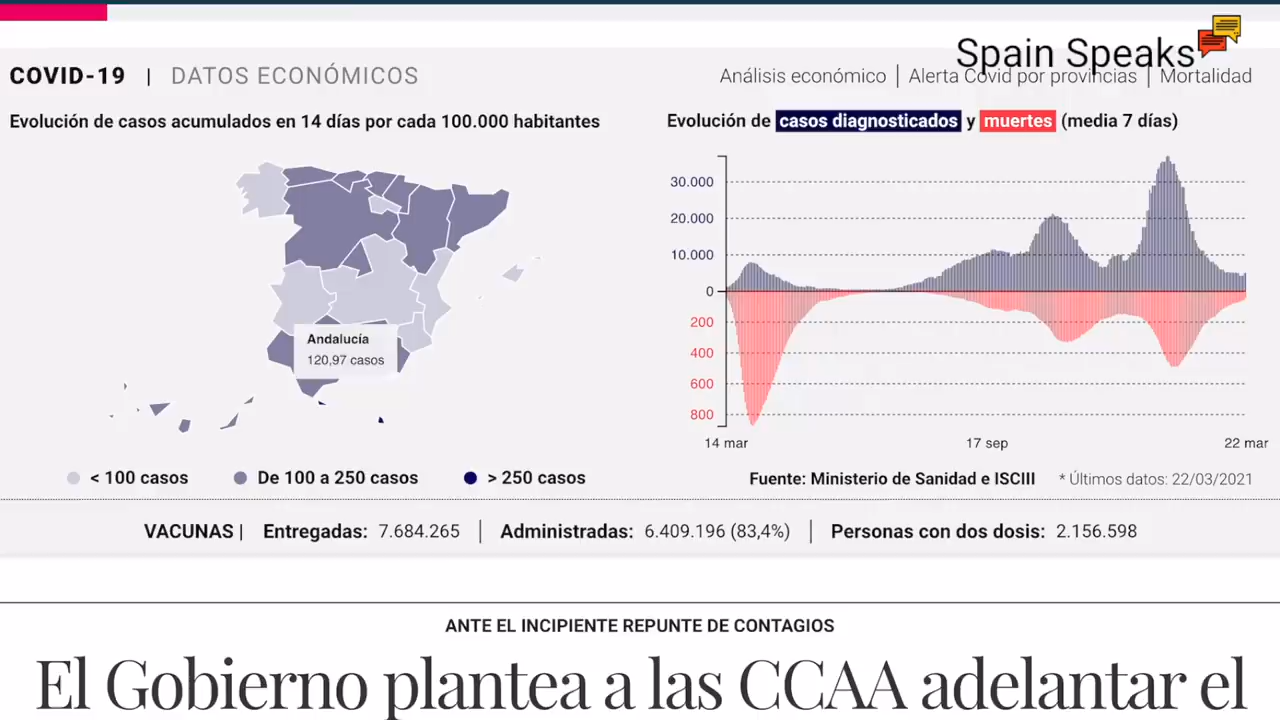 Spain Speaks
COVID-19 | DATOS ECONÓMICOS
Análisis económico | Alerta Covid por provincias | Mortalidad
Evolución de casos acumulados en 14 días por cada 100.000 habitantes
Andalucía
120,97 casos
< 100 casos
De 100 a 250 casos
> 250 casos
Evolución de casos diagnosticados y muertes (media 7 días)
30.000
20.000
10.000
0
200
400
600
800
14 mar
17 sep
22 mar
Fuente: Ministerio de Sanidad e ISCIII
* Últimos datos: 22/03/2021
VACUNAS | Entregadas: 7.684.265 | Administradas: 6.409.196 (83,4%) | Personas con dos dosis: 2.156.598
ANTE EL INCIPIENTE REPUNTE DE CONTAGIOS
El Gobierno plantea a las CCAA adelantar el